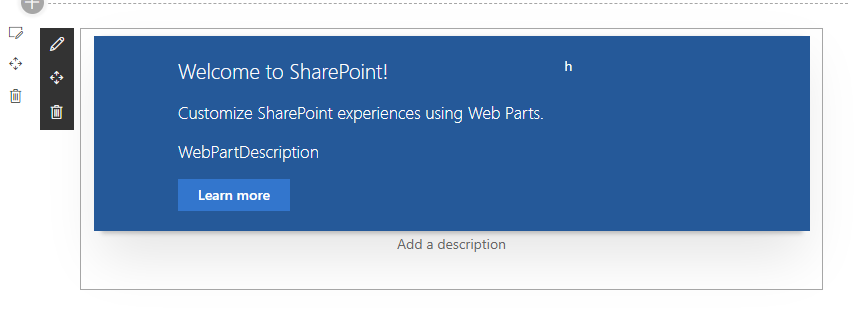 Welcome to SharePoint!
h
Customize SharePoint experiences using Web Parts.
WebPartDescription
Learn more
Add a description